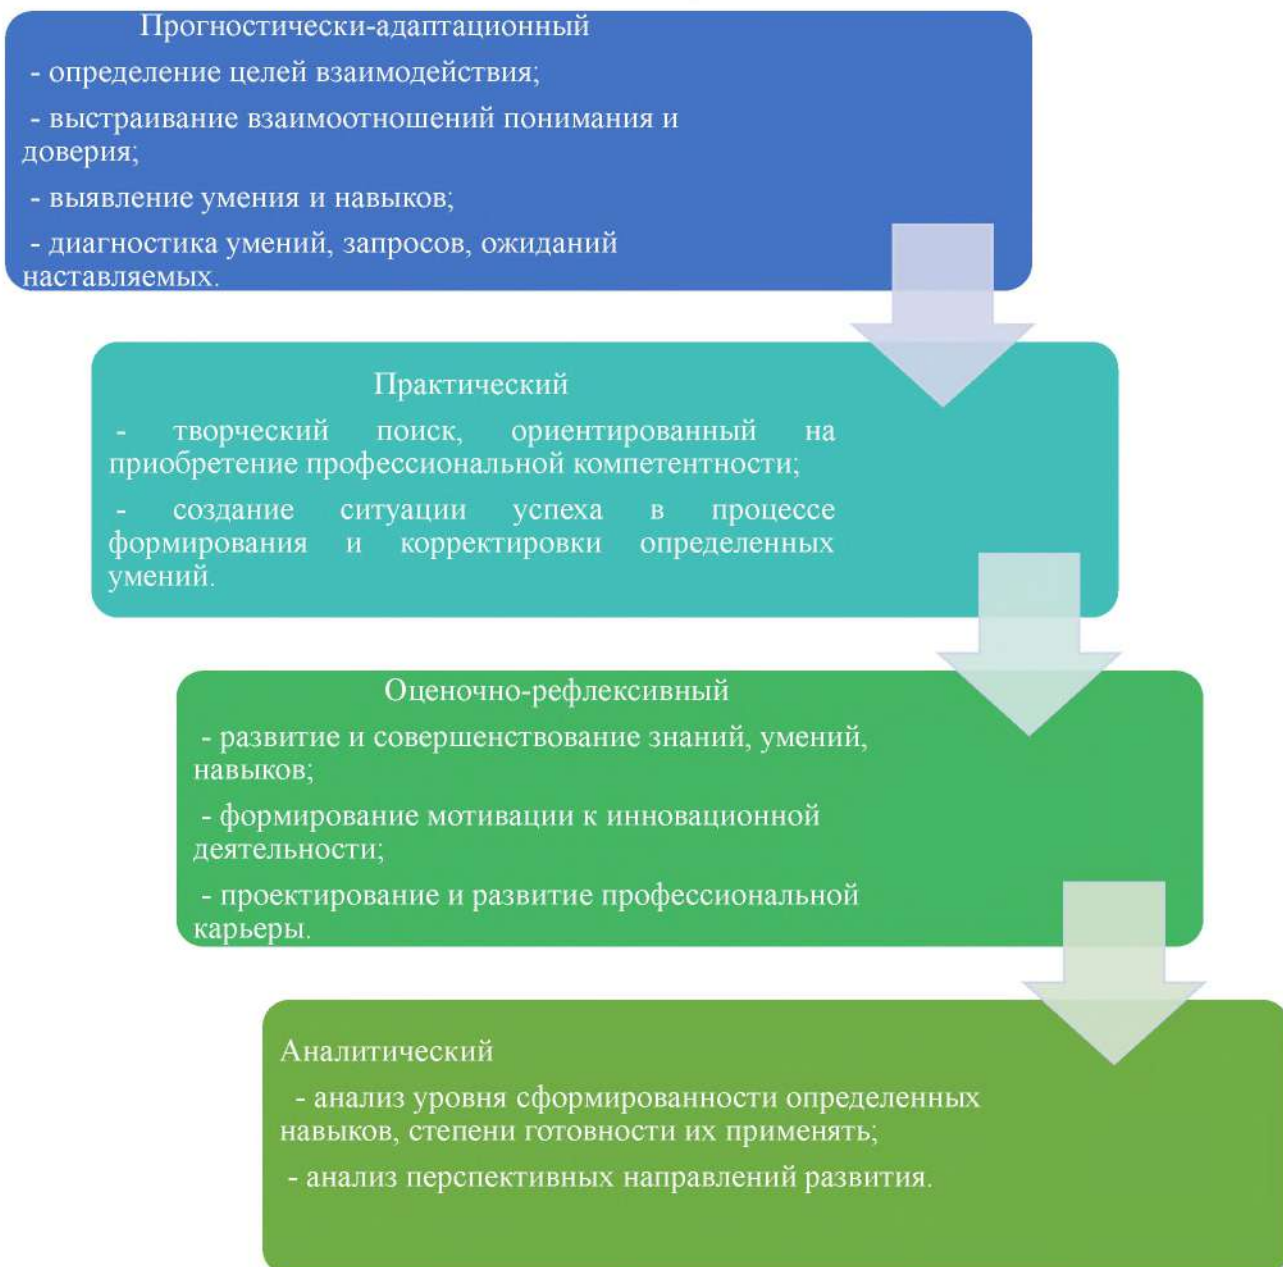 Прогностически-адаптационный
- определение целей взаимодействия;
- выстраивание взаимоотношений понимания и
доверия;
- выявление умения и навыков;
- диагностика умений, запросов, ожиданий
наставляемых.
Практический
- творческий поиск, ориентированный на
приобретение профессиональной компетентности;
- создание ситуации успеха в процессе
формирования и корректировки определенных
умений.
Оценочно-рефлексивный
- развитие и совершенствование знаний, умений,
навыков;
- формирование мотивации к инновационной
деятельности;
- проектирование и развитие профессиональной
карьеры.
Аналитический
- анализ уровня сформированности определенных
навыков, степени готовности их применять;
- анализ перспективных направлений развития.